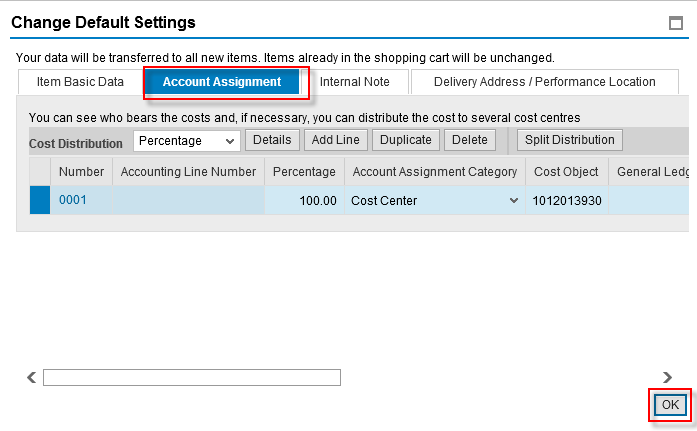 Change Default Settings
Your data will be transferred to all new items. Items already in the shopping cart will be unchanged.
Item Basic Data Account Assignment Internal Note Delivery Address / Performance Location
You can see who bears the costs and, if necessary, you can distribute the cost to several cost centres
Cost Distribution Percentage Details Add Line Duplicate Delete Split Distribution
Number Accounting Line Number Percentage Account Assignment Category Cost Object General Ledg
0001 100.00 Cost Center 1012013930
OK